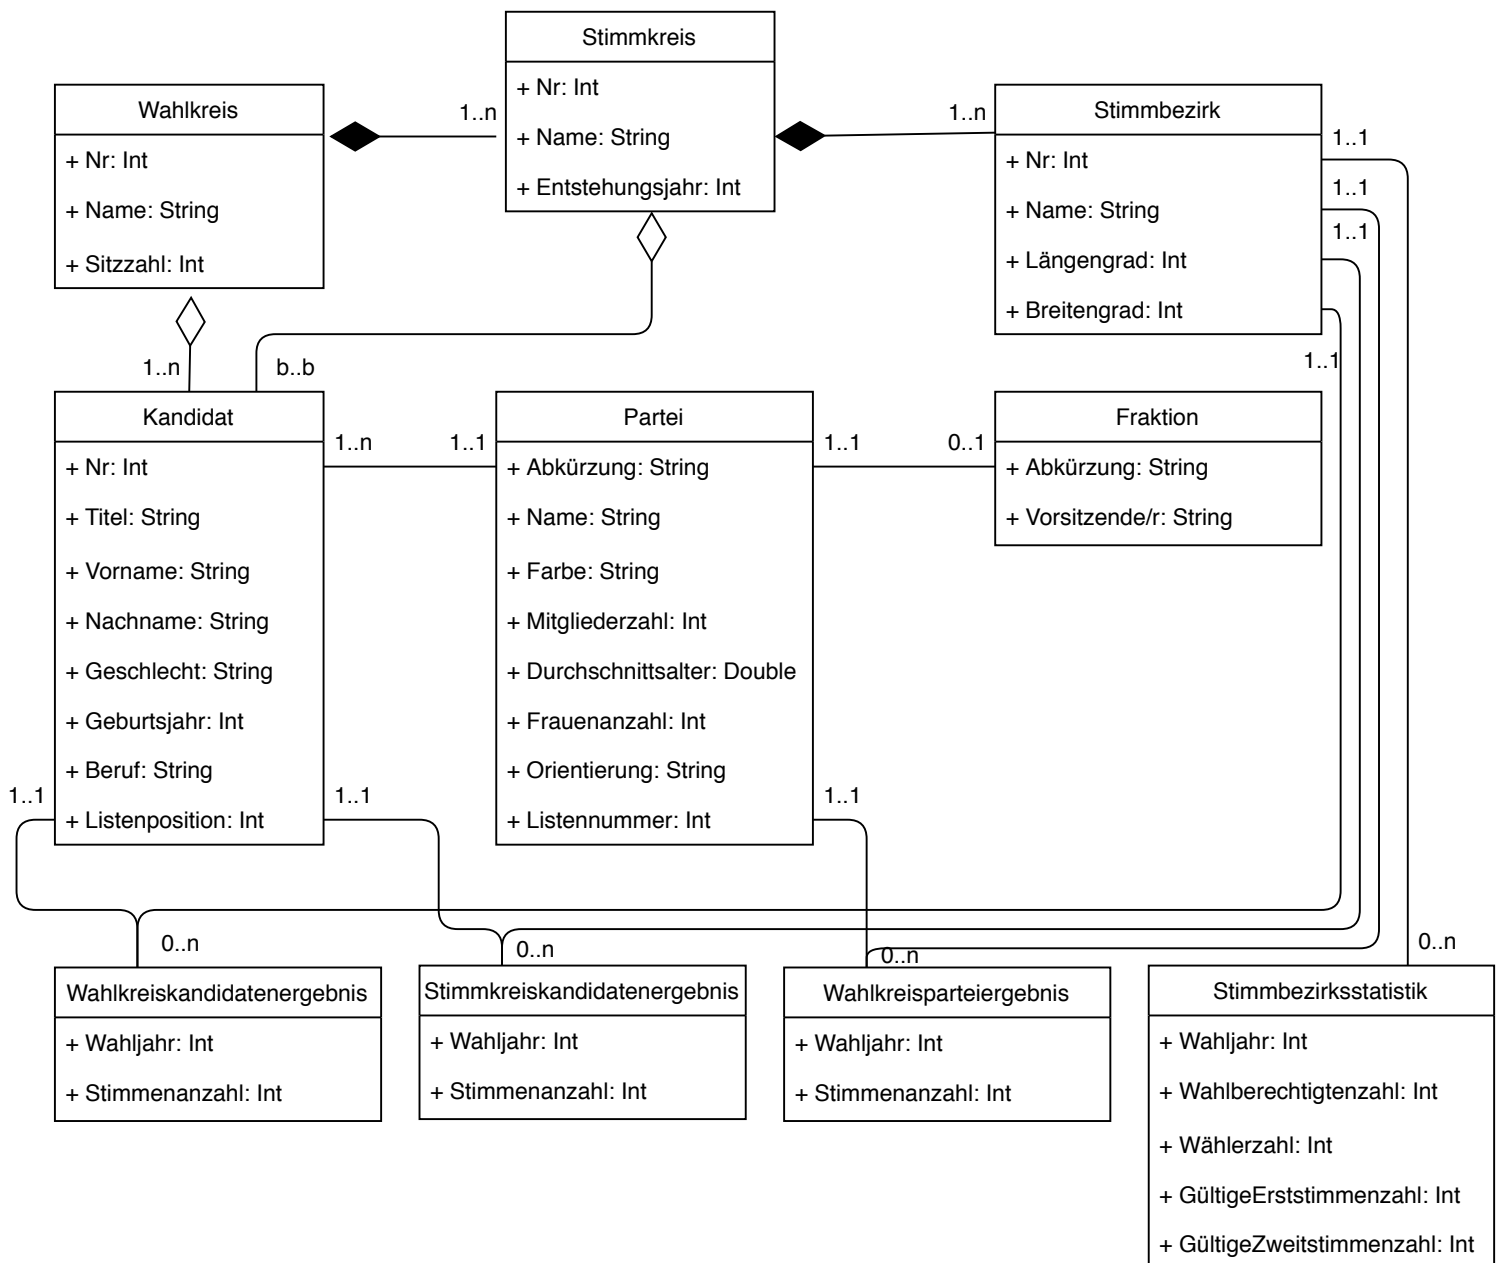 Stimmkreis
+ Nr: Int
+ Name: String
+ Entstehungsjahr: Int
Wahlkreis
+ Nr: Int
+ Name: String
+ Sitzzahl: Int
1..n
1..n
Stimmbezirk
+ Nr: Int
+ Name: String
+ Längengrad: Int
+ Breitengrad: Int
1..1
1..1
1..1
1..1
1..n
b..b
Kandidat
+ Nr: Int
+ Titel: String
+ Vorname: String
+ Nachname: String
+ Geschlecht: String
+ Geburtsjahr: Int
+ Beruf: String
+ Listenposition: Int
1..n
1..1
Partei
+ Abkürzung: String
+ Name: String
+ Farbe: String
+ Mitgliederzahl: Int
+ Durchschnittsalter: Double
+ Frauenanzahl: Int
+ Orientierung: String
+ Listennummer: Int
1..1
0..1
Fraktion
+ Abkürzung: String
+ Vorsitzende/r: String
1..1
1..1
1..1
0..n
0..n
0..n
0..n
Wahlkreiskandidatenergebnis
+ Wahljahr: Int
+ Stimmenanzahl: Int
Stimmkreiskandidatenergebnis
+ Wahljahr: Int
+ Stimmenanzahl: Int
Wahlkreisparteiergebnis
+ Wahljahr: Int
+ Stimmenanzahl: Int
Stimmbezirksstatistik
+ Wahljahr: Int
+ Wahlberechtigtenzahl: Int
+ Wählerzahl: Int
+ GültigeErststimmenzahl: Int
+ GültigeZweitstimmenzahl: Int